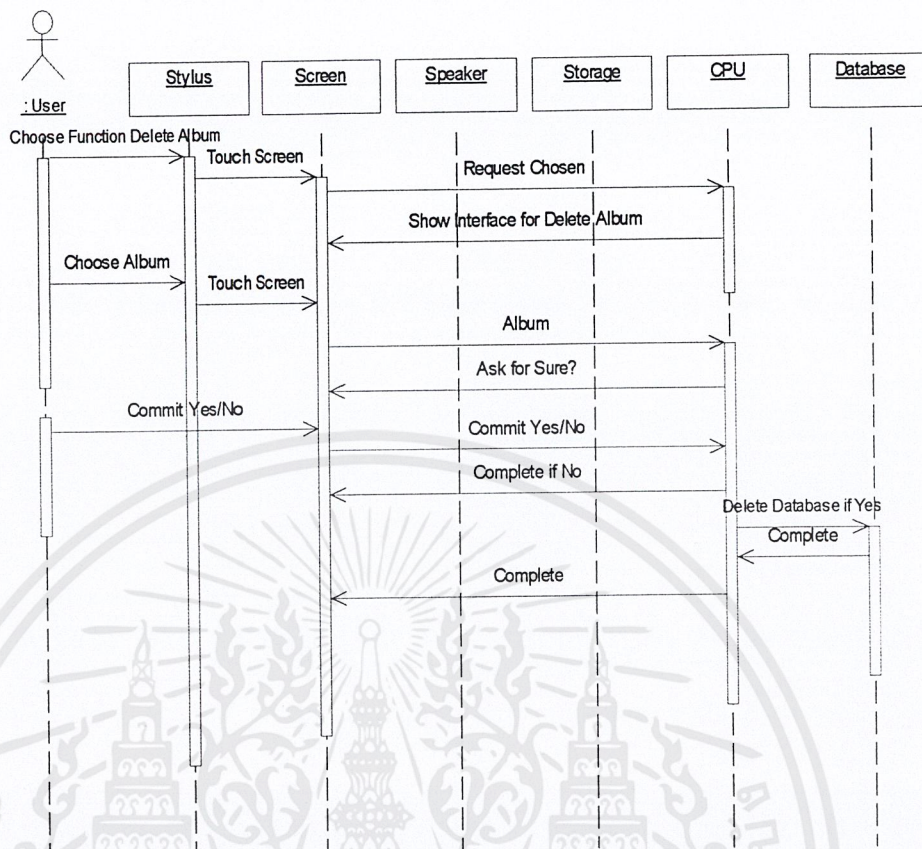 : User
Stylus
Screen
Speaker
Storage
CPU
Database
Choose Function Delete Album
Touch Screen
Request Chosen
Show Interface for Delete Album
Choose Album
Touch Screen
Album
Ask for Sure?
Commit Yes/No
Commit Yes/No
Complete if No
Delete Database if Yes
Complete
Complete